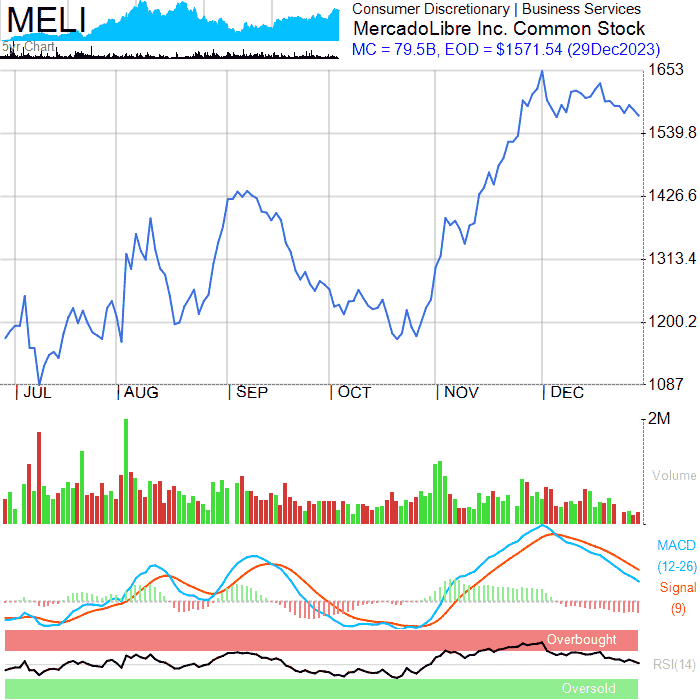 MELI
5yr Chart
Consumer Discretionary | Business Services
MercadoLibre Inc. Common Stock
MC = 79.5B, EOD = $1571.54 (29Dec2023)
1653
1539.8
1426.6
1313.4
1200.2
1087
| JUL | AUG | SEP | OCT | NOV | DEC
2M
Volume
MACD
(12-26)
Signal
(9)
Overbought
RSI(14)
Oversold